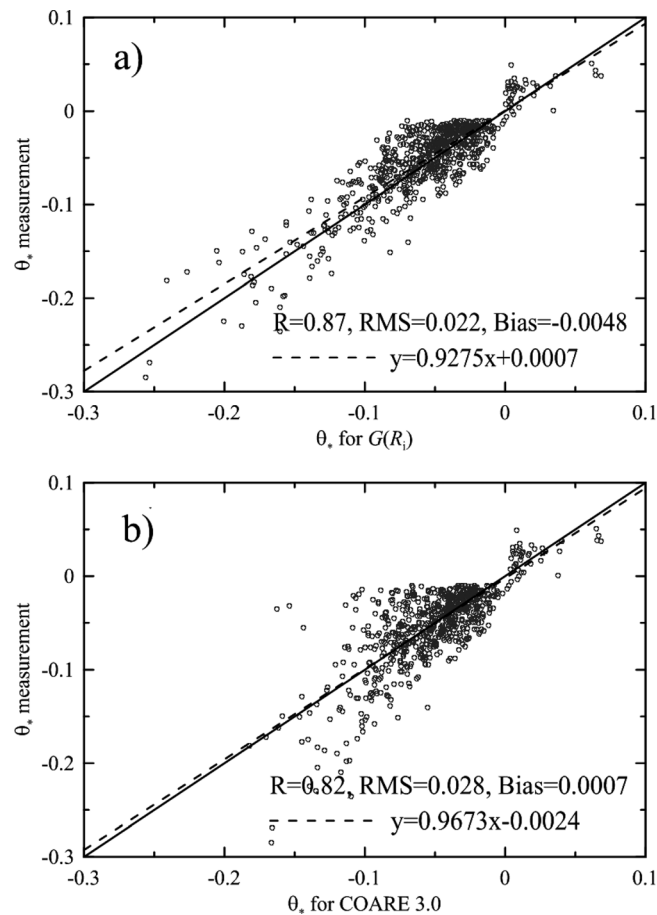 a)
0.1
0
-0.1
-0.2
-0.3
θ* measurement
R=0.87, RMS=0.022, Bias=-0.0048
y=0.9275x+0.0007
-0.3 -0.2 -0.1 0 0.1
θ* for G(Ri)
b)
0.1
0
-0.1
-0.2
-0.3
θ* measurement
R=0.82, RMS=0.028, Bias=0.0007
y=0.9673x-0.0024
-0.3 -0.2 -0.1 0 0.1
θ* for COARE 3.0